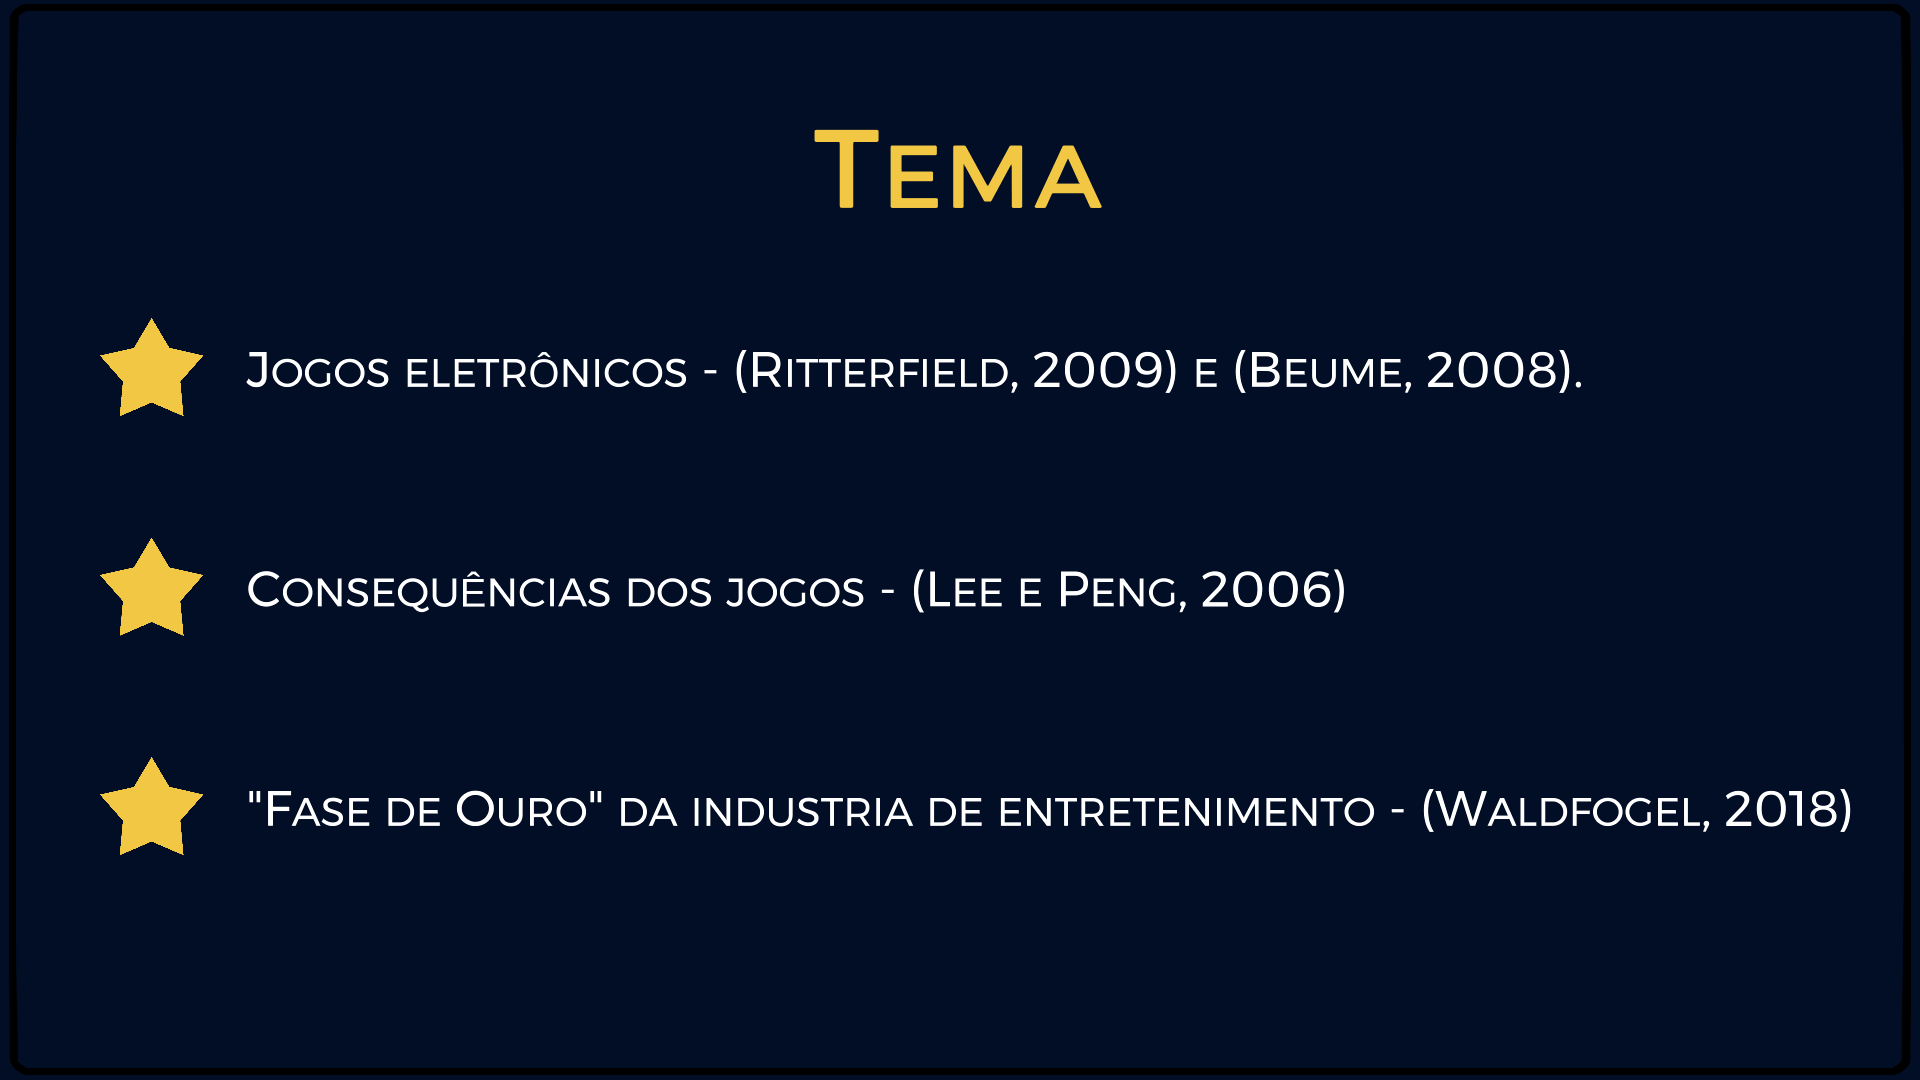 Tema
Jogos eletrônicos - (Ritterfield, 2009) e (Beume, 2008).
Consequências dos jogos - (Lee e Peng, 2006)
"Fase de Ouro" da industria de entretenimento - (Waldfogel, 2018)